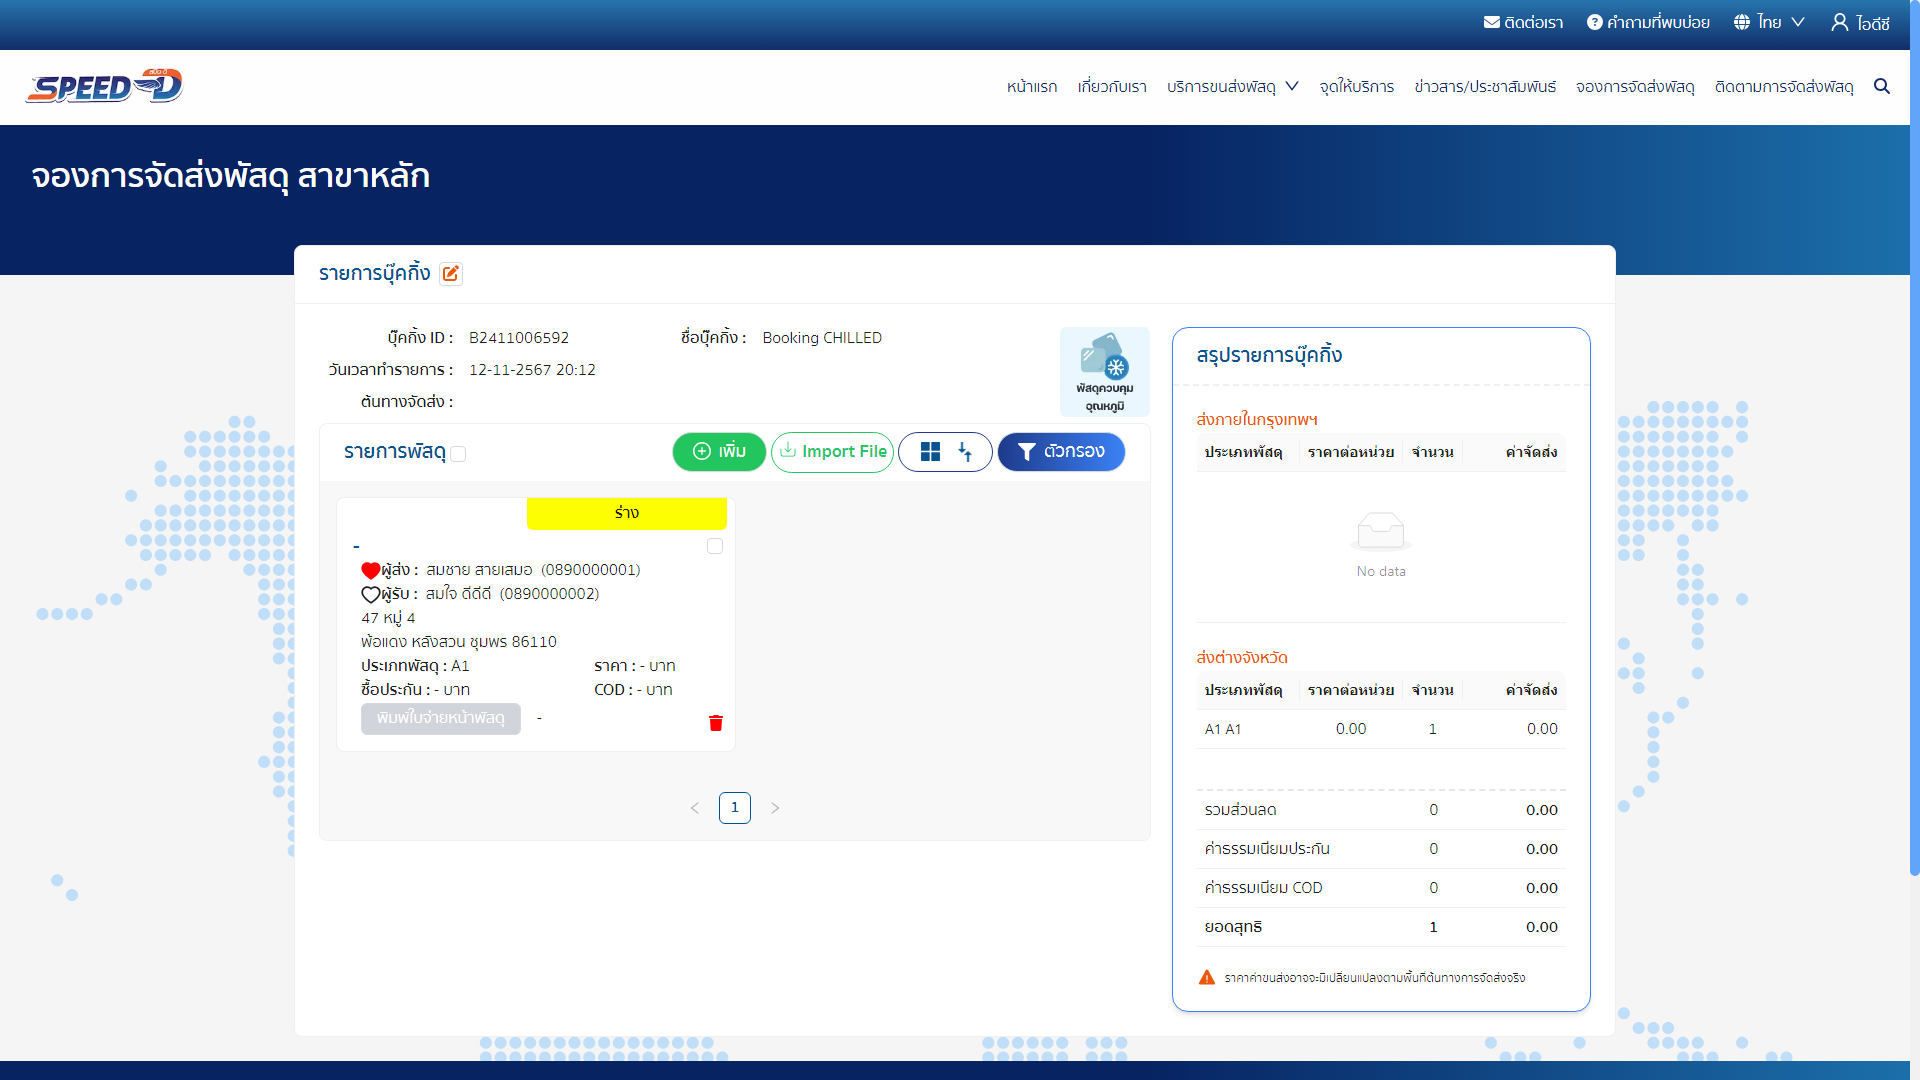 ติดต่อเรา คำถามที่พบบ่อย ไทย ไอดีซี
สปีด-ดี
SPEED-D
หน้าแรก เกี่ยวกับเรา บริการขนส่งพัสดุ จุดให้บริการ ข่าวสาร/ประชาสัมพันธ์ จองการจัดส่งพัสดุ ติดตามการจัดส่งพัสดุ
จองการจัดส่งพัสดุ สาขาหลัก
รายการบุ๊คกิ้ง
บุ๊คกิ้ง ID : B2411006592 ชื่อบุ๊คกิ้ง : Booking CHILLED
วันเวลาทำรายการ : 12-11-2567 20:12
ต้นทางจัดส่ง :
พัสดุควบคุม
อุณหภูมิ
รายการพัสดุ เพิ่ม Import File ตัวกรอง
ร่าง
-
ผู้ส่ง : สมชาย สายเสมอ (0890000001)
ผู้รับ : สมใจ ดีดีดี (0890000002)
47 หมู่ 4
พ้อแดง หลังสวน ชุมพร 86110
ประเภทพัสดุ : A1 ราคา : - บาท
ซื้อประกัน : - บาท COD : - บาท
พิมพ์ใบจ่ายหน้าพัสดุ -
1
สรุปรายการบุ๊คกิ้ง
ส่งภายในกรุงเทพฯ
ประเภทพัสดุ ราคาต่อหน่วย จำนวน ค่าจัดส่ง
No data
ส่งต่างจังหวัด
ประเภทพัสดุ ราคาต่อหน่วย จำนวน ค่าจัดส่ง
A1 A1 0.00 1 0.00
รวมส่วนลด 0 0.00
ค่าธรรมเนียมประกัน 0 0.00
ค่าธรรมเนียม COD 0 0.00
ยอดสุทธิ 1 0.00
ราคาค่าขนส่งอาจจะมีเปลี่ยนแปลงตามพื้นที่ต้นทางการจัดส่งจริง